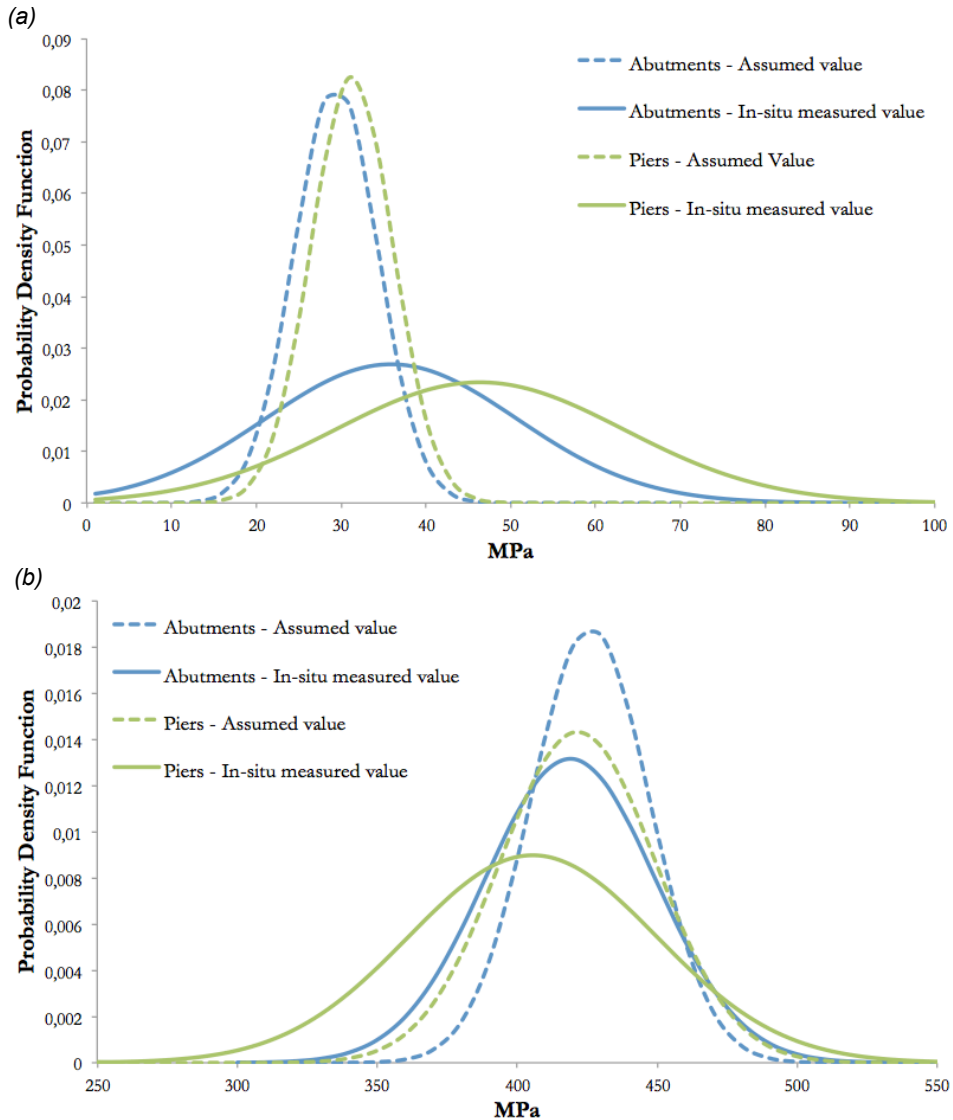 (a)
0,09
0,08
0,07
0,06
0,05
0,04
0,03
0,02
0,01
0
Probability Density Function
Abutments - Assumed value
Abutments - In-situ measured value
Piers - Assumed Value
Piers - In-situ measured value
0 10 20 30 40 50 60 70 80 90 100
MPa
(b)
0,02
0,018
0,016
0,014
0,012
0,01
0,008
0,006
0,004
0,002
0
Probability Density Function
Abutments - Assumed value
Abutments - In-situ measured value
Piers - Assumed value
Piers - In-situ measured value
250 300 350 400 450 500 550
MPa